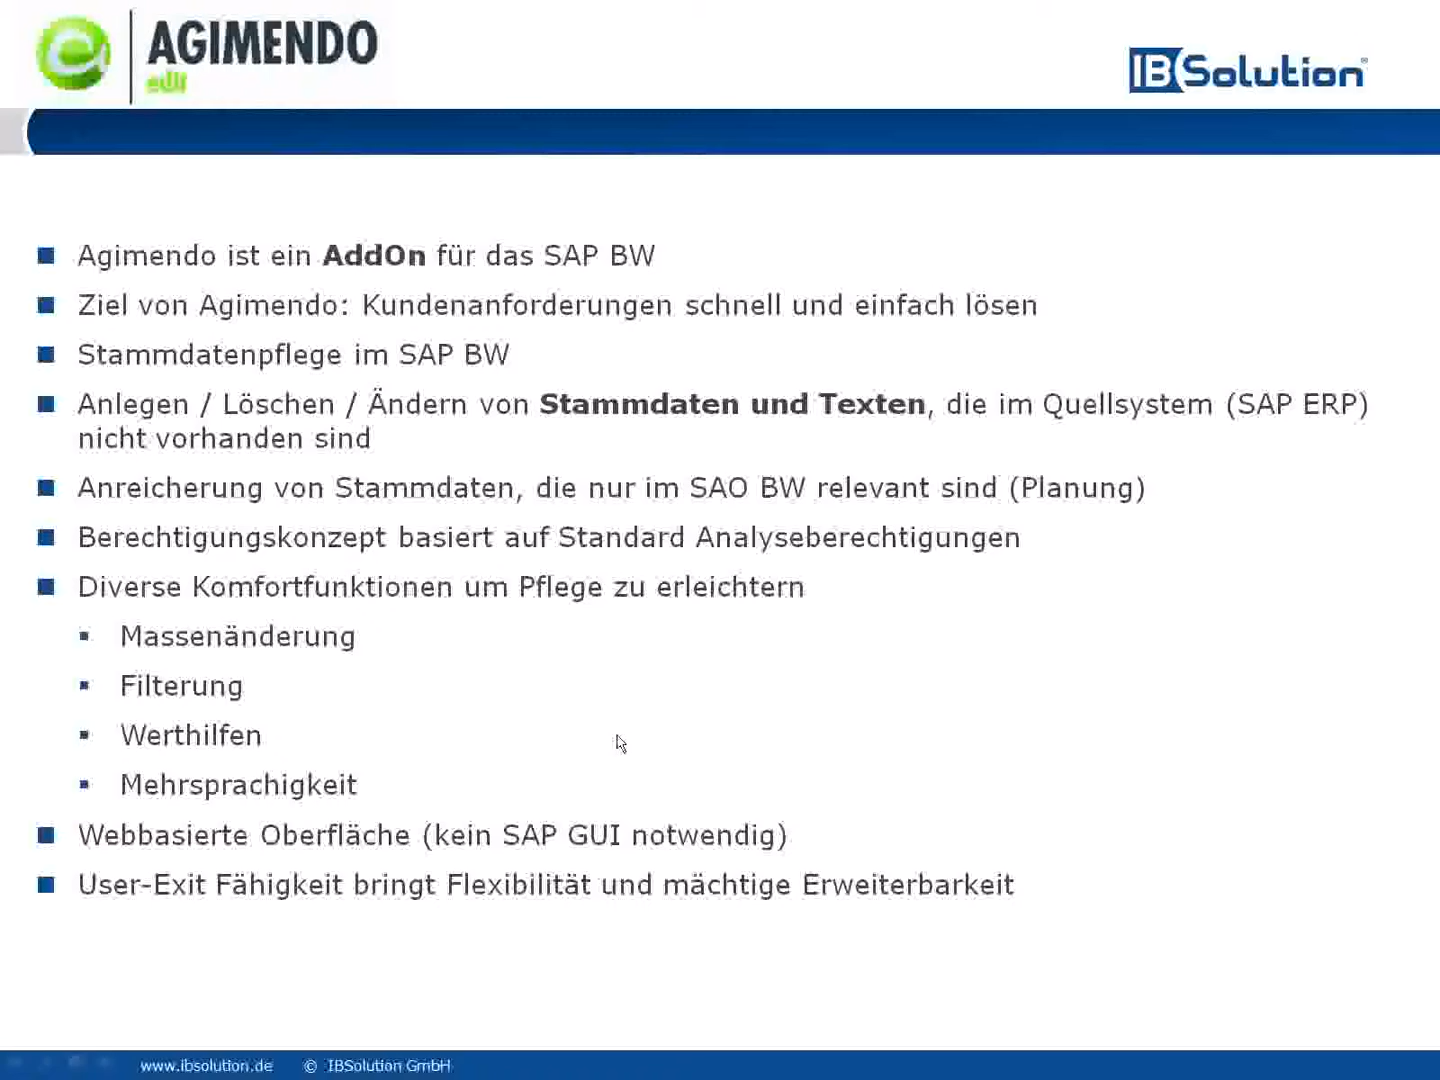 AGIMENDO
edit
IBSolution
Agimendo ist ein AddOn für das SAP BW
Ziel von Agimendo: Kundenanforderungen schnell und einfach lösen
Stammdatenpflege im SAP BW
Anlegen / Löschen / Ändern von Stammdaten und Texten, die im Quellsystem (SAP ERP)
nicht vorhanden sind
Anreicherung von Stammdaten, die nur im SAO BW relevant sind (Planung)
Berechtigungskonzept basiert auf Standard Analyseberechtigungen
Diverse Komfortfunktionen um Pflege zu erleichtern
Massenänderung
Filterung
Werthilfen
Mehrsprachigkeit
Webbasierte Oberfläche (kein SAP GUI notwendig)
User-Exit Fähigkeit bringt Flexibilität und mächtige Erweiterbarkeit
www.ibsolution.de © IBSolution GmbH